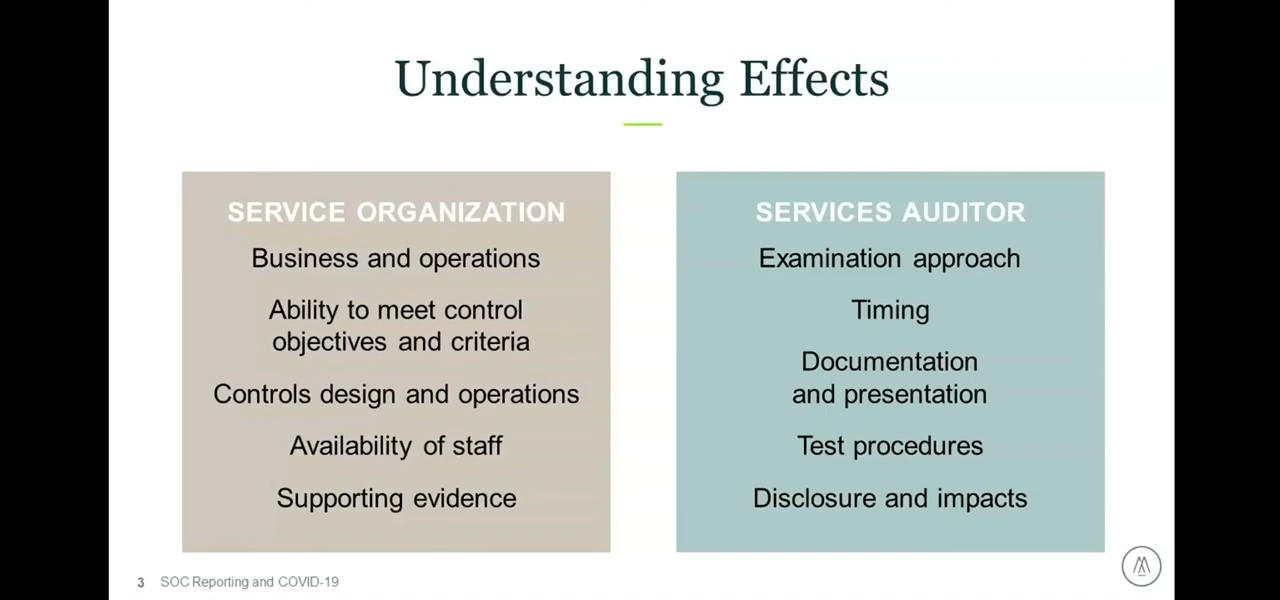 Understanding Effects
SERVICE ORGANIZATION
Business and operations
Ability to meet control
objectives and criteria
Controls design and operations
Availability of staff
Supporting evidence
SERVICES AUDITOR
Examination approach
Timing
Documentation
and presentation
Test procedures
Disclosure and impacts
3 SOC Reporting and COVID-19